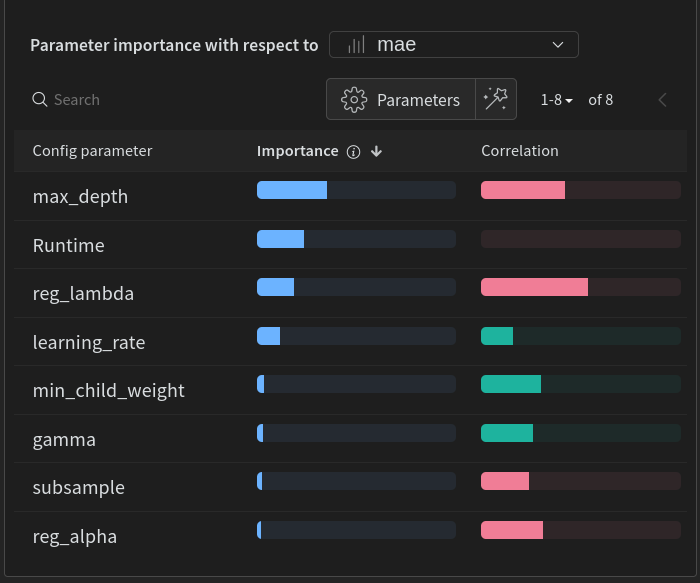 Parameter importance with respect to mae
Search Parameters 1-8 of 8
Config parameter Importance Correlation
max_depth
Runtime
reg_lambda
learning_rate
min_child_weight
gamma
subsample
reg_alpha